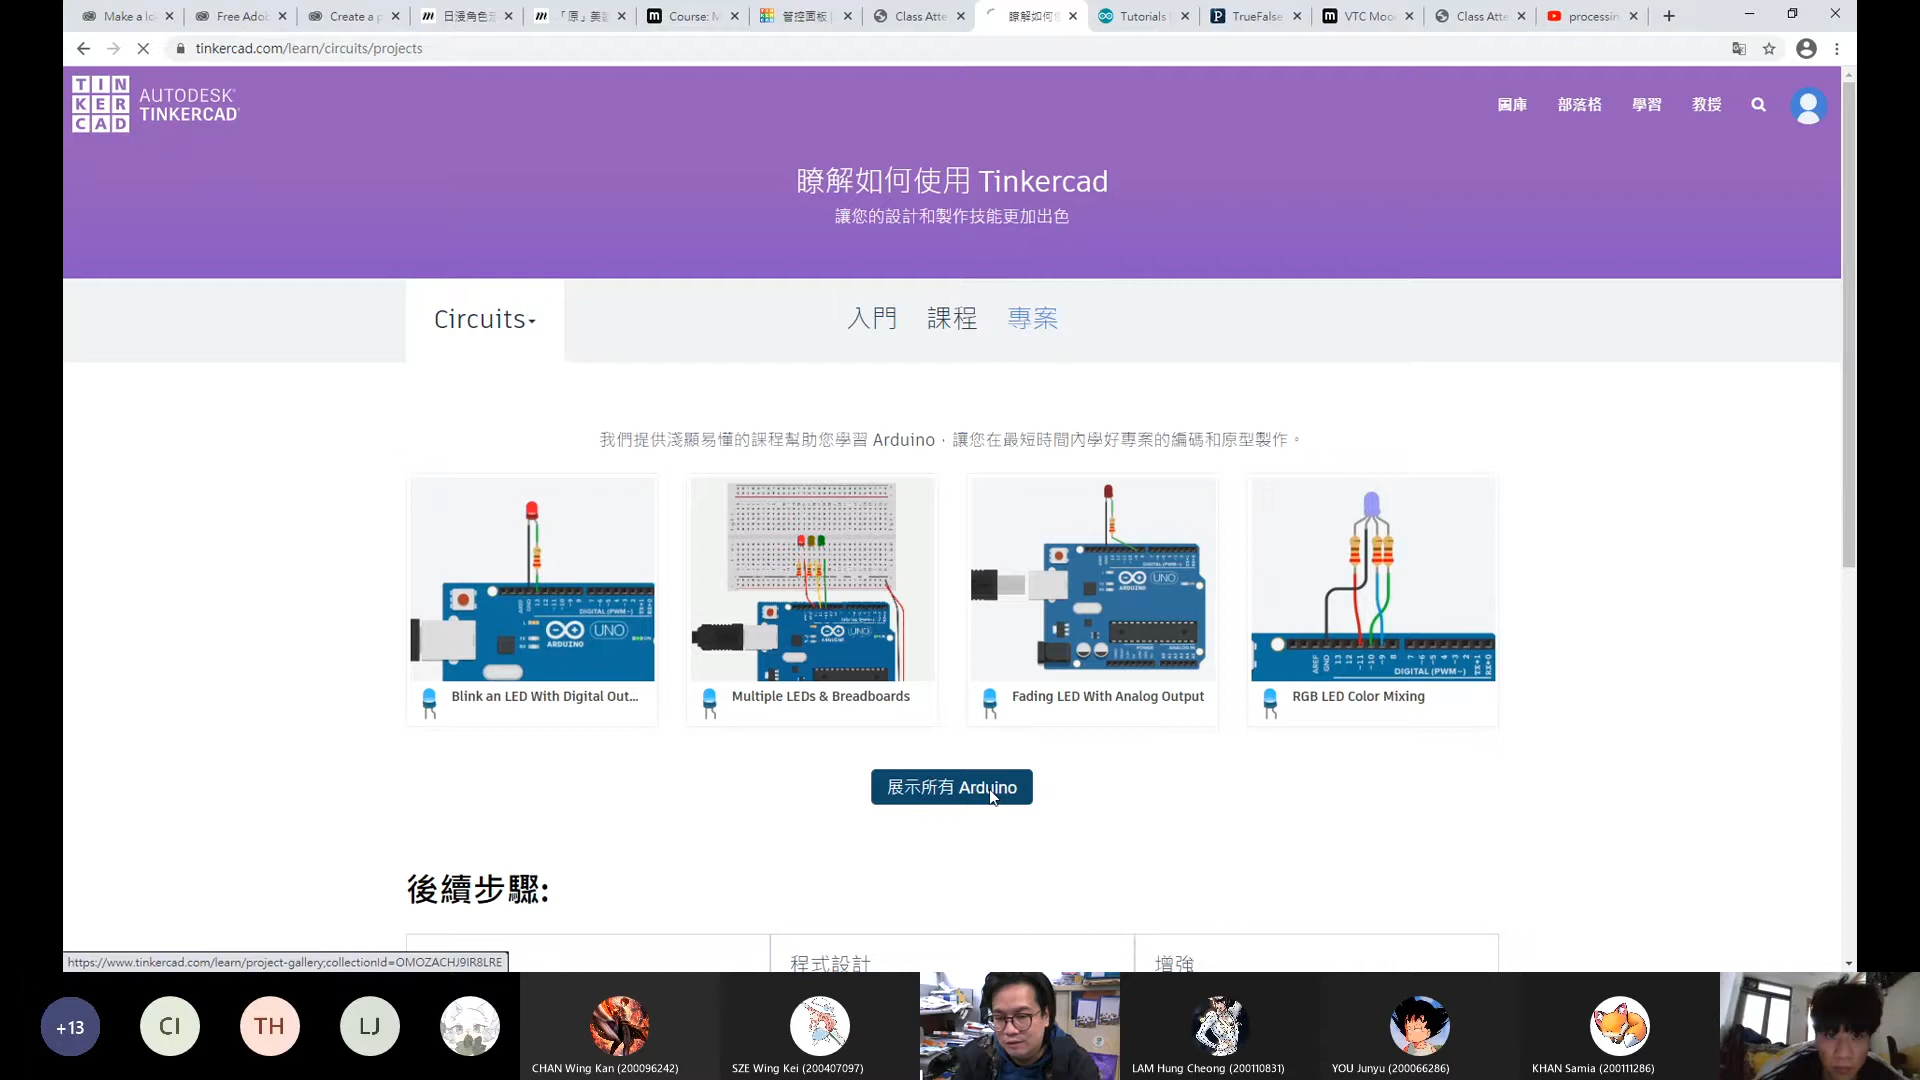 Make a lo
Free Adob
Create a p
日漫角色形
「原」美
Course: M
管控面板
Class Atte
瞭解如何使
Tutorials
TrueFalse
VTC Moo
Class Atte
processin
tinkercad.com/learn/circuits/projects
TIN
KER
CAD
AUTODESK
TINKERCAD
圖庫
部落格
學習
教授
瞭解如何使用 Tinkercad
讓您的設計和製作技能更加出色
Circuits
入門
課程
專案
我們提供淺顯易懂的課程幫助您學習 Arduino，讓您在最短時間內學好專案的編碼和原型製作。
Blink an LED With Digital Out...
Multiple LEDs & Breadboards
Fading LED With Analog Output
RGB LED Color Mixing
展示所有 Arduino
後續步驟:
程式設計
增強
https://www.tinkercad.com/learn/project-gallery;collectionId=OMOZACHJ9IR8LRE
+13
CI
TH
LJ
CHAN Wing Kan (200096242)
SZE Wing Kei (200407097)
LAM Hung Cheong (200110831)
YOU Junyu (200066286)
KHAN Samia (200111286)